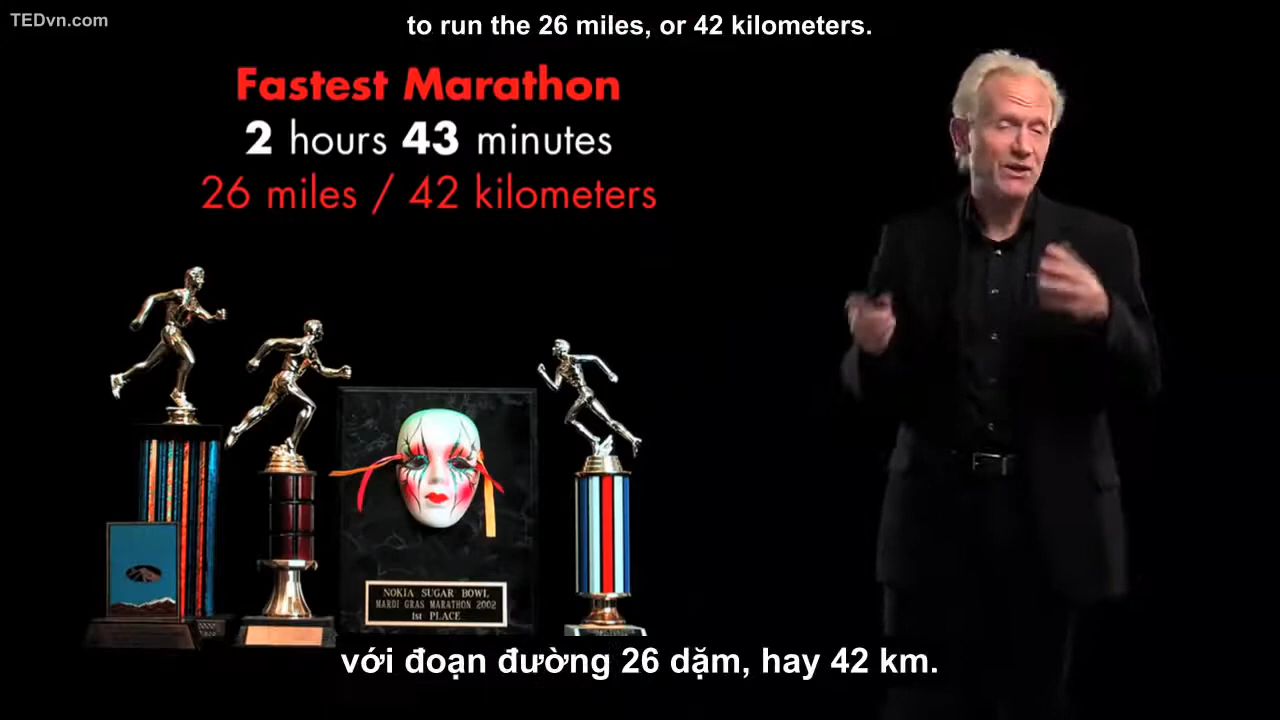 TEDvn.com
to run the 26 miles, or 42 kilometers.
Fastest Marathon
2 hours 43 minutes
26 miles / 42 kilometers
NOKIA SUGAR BOWL
MARDI GRAS MARATHON 2002
1st PLACE
với đoạn đường 26 dặm, hay 42 km.